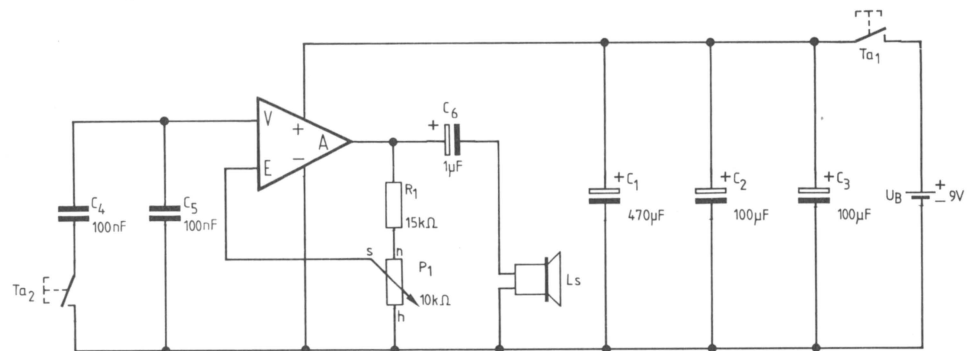 Ta₁
V
+
A
E
−
+
C₆
1µF
C₄
100nF
C₅
100nF
R₁
15kΩ
s
n
P₁
10kΩ
h
Ta₂
Ls
+
C₁
470µF
+
C₂
100µF
+
C₃
100µF
U_B
+
− 9V